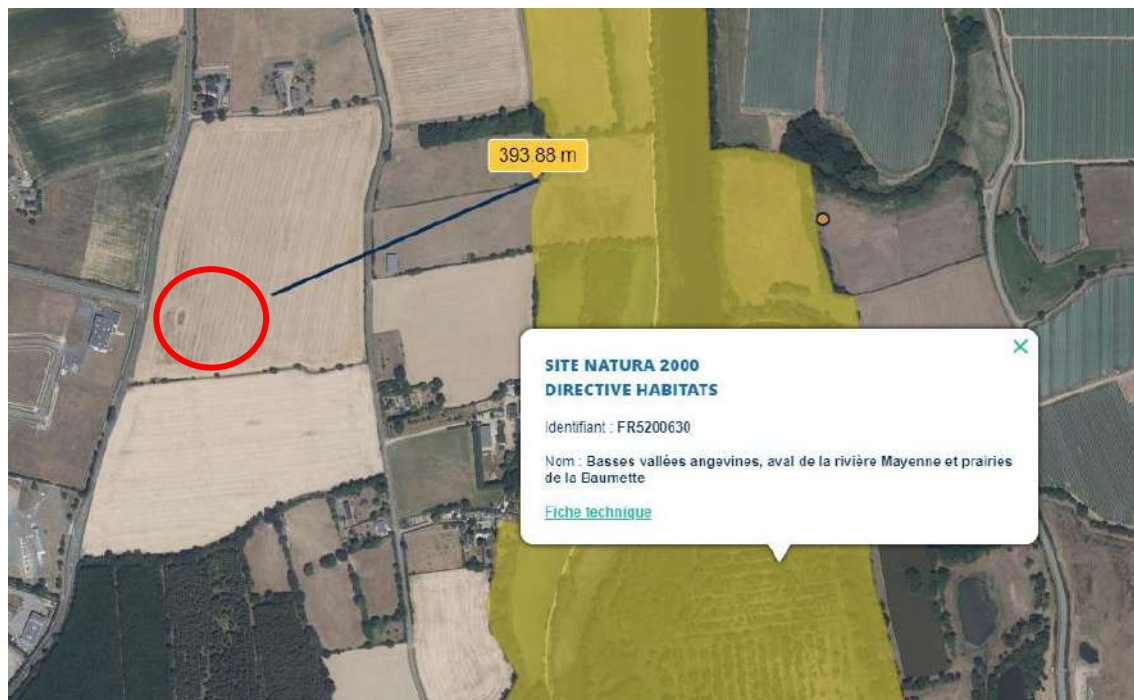 393.88 m
SITE NATURA 2000
DIRECTIVE HABITATS
Identifiant : FR5200630
Nom : Basses vallées angevines, aval de la rivière Mayenne et prairies
de la Baumette
Fiche technique